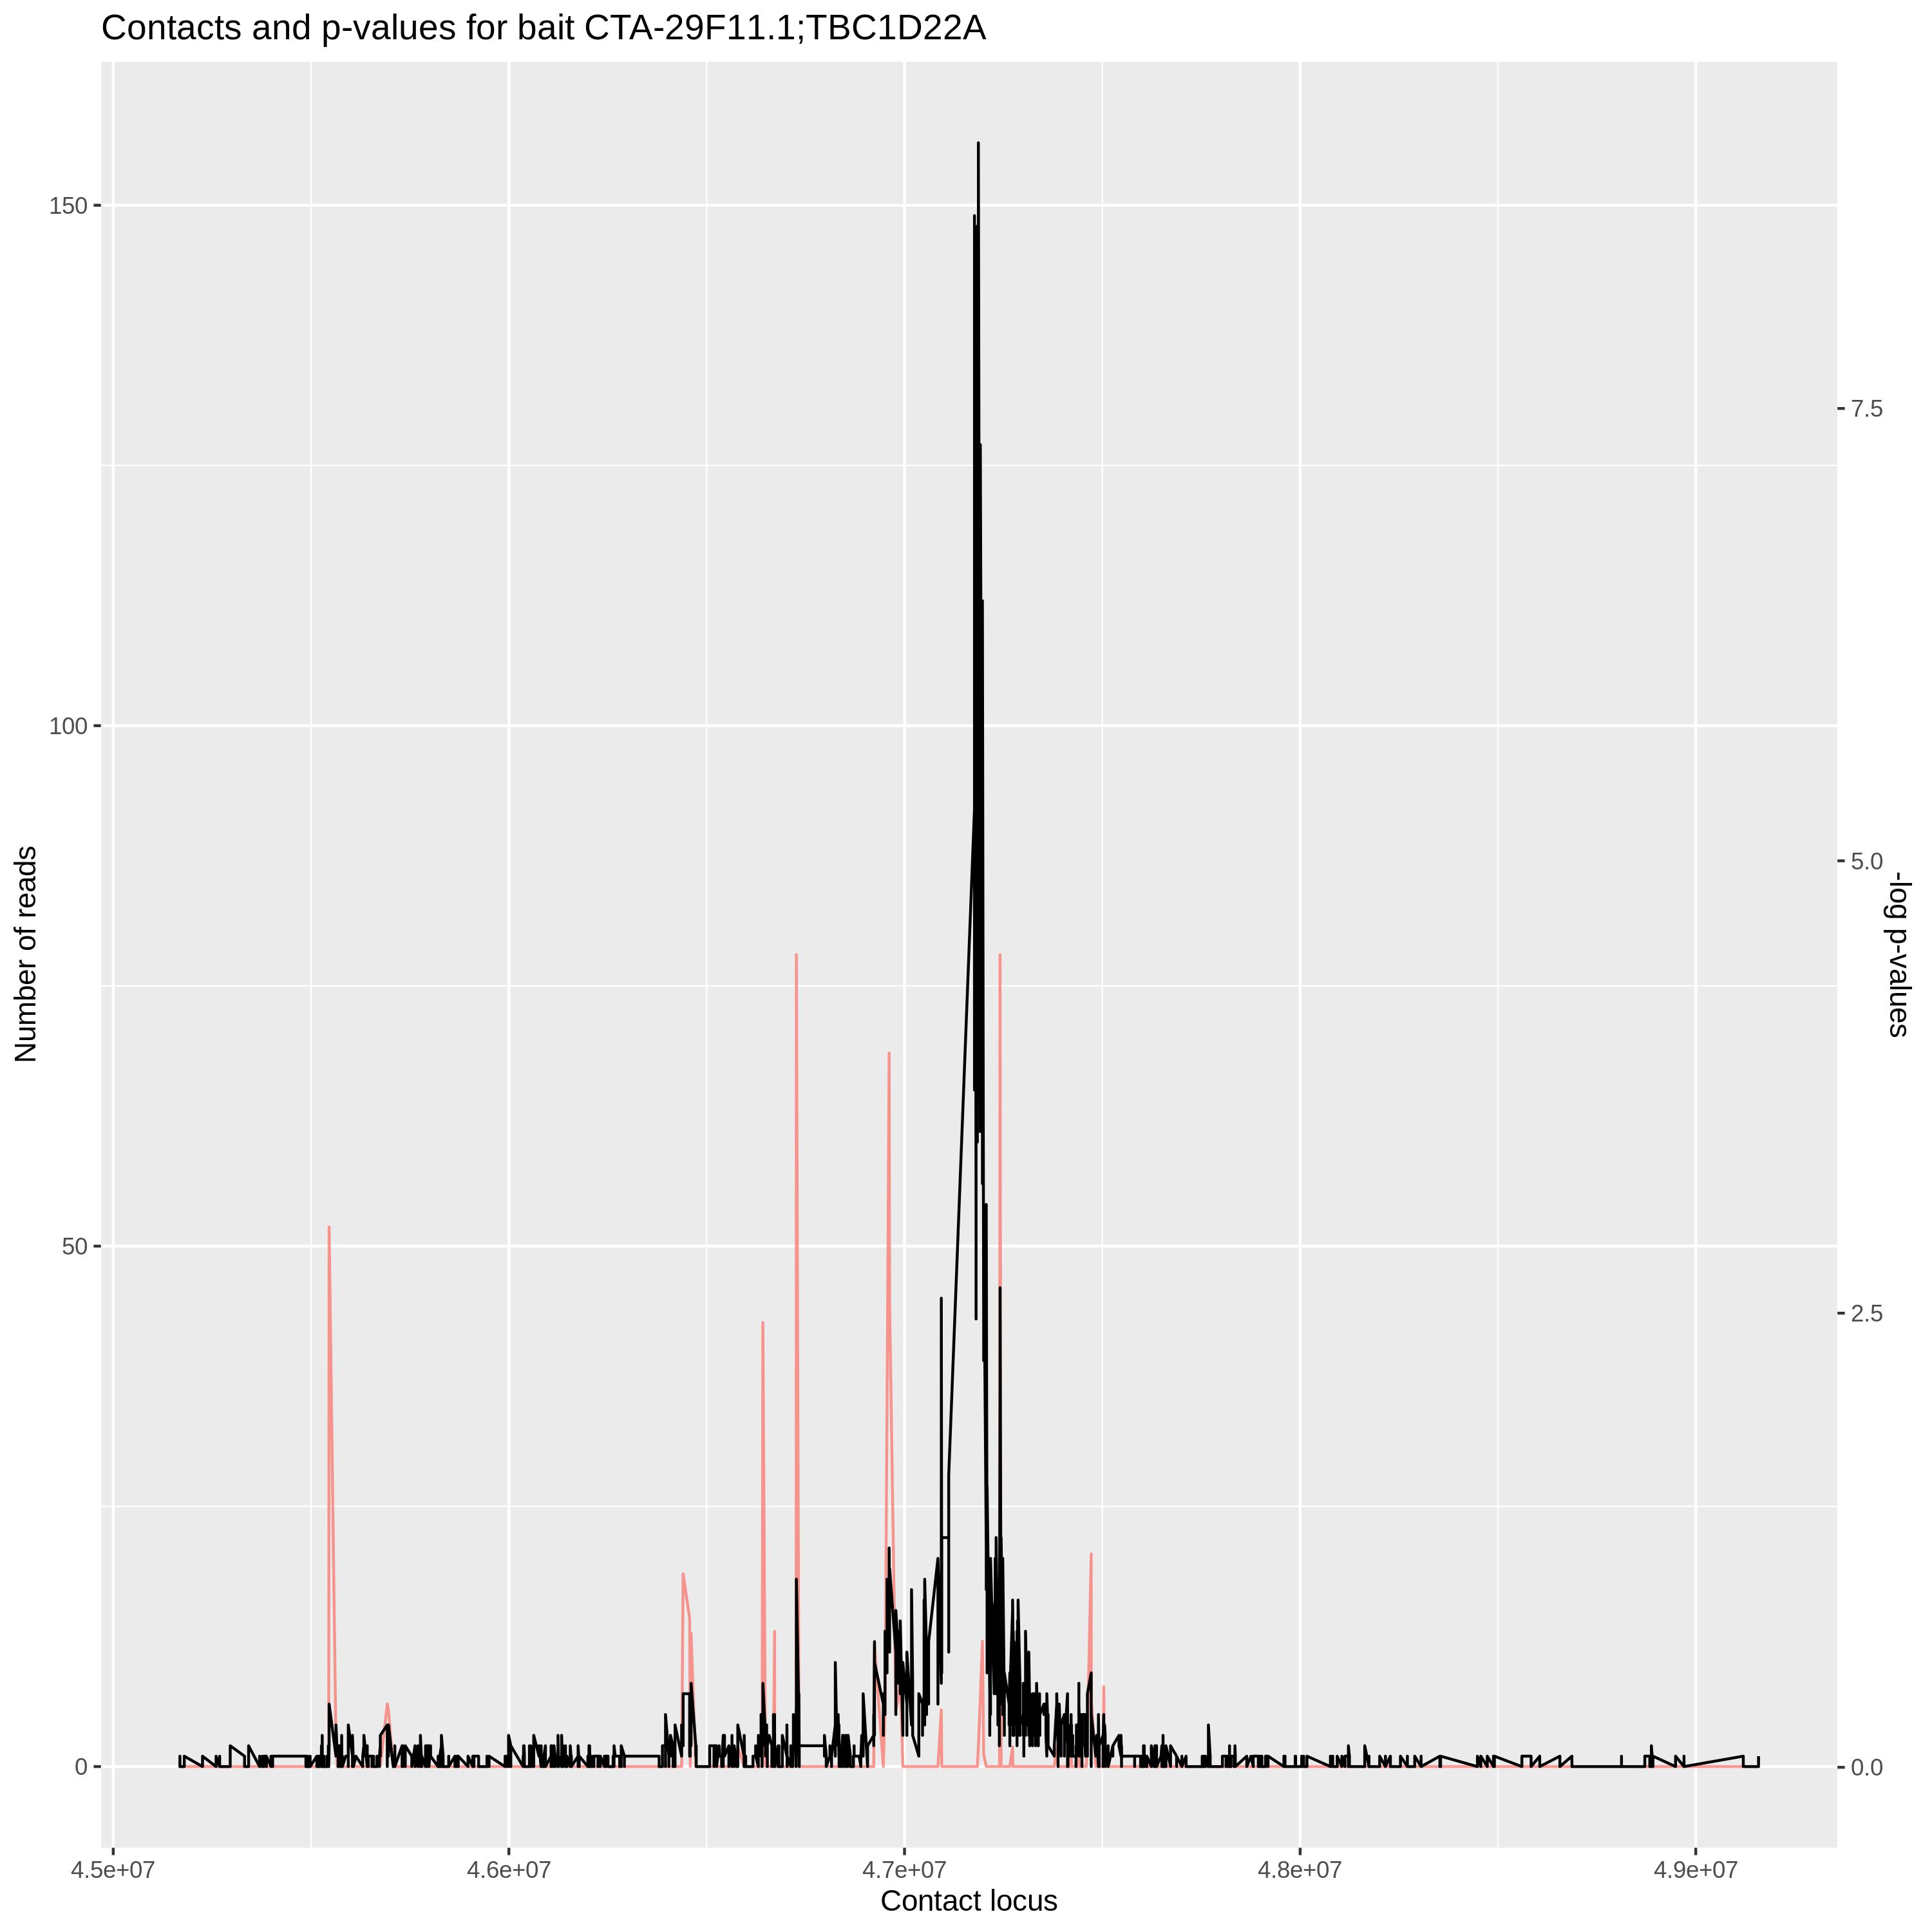 Contacts and p-values for bait CTA-29F11.1;TBC1D22A
150
100
50
0
Number of reads
7.5
5.0
2.5
0.0
-log p-values
4.5e+07
4.6e+07
4.7e+07
4.8e+07
4.9e+07
Contact locus